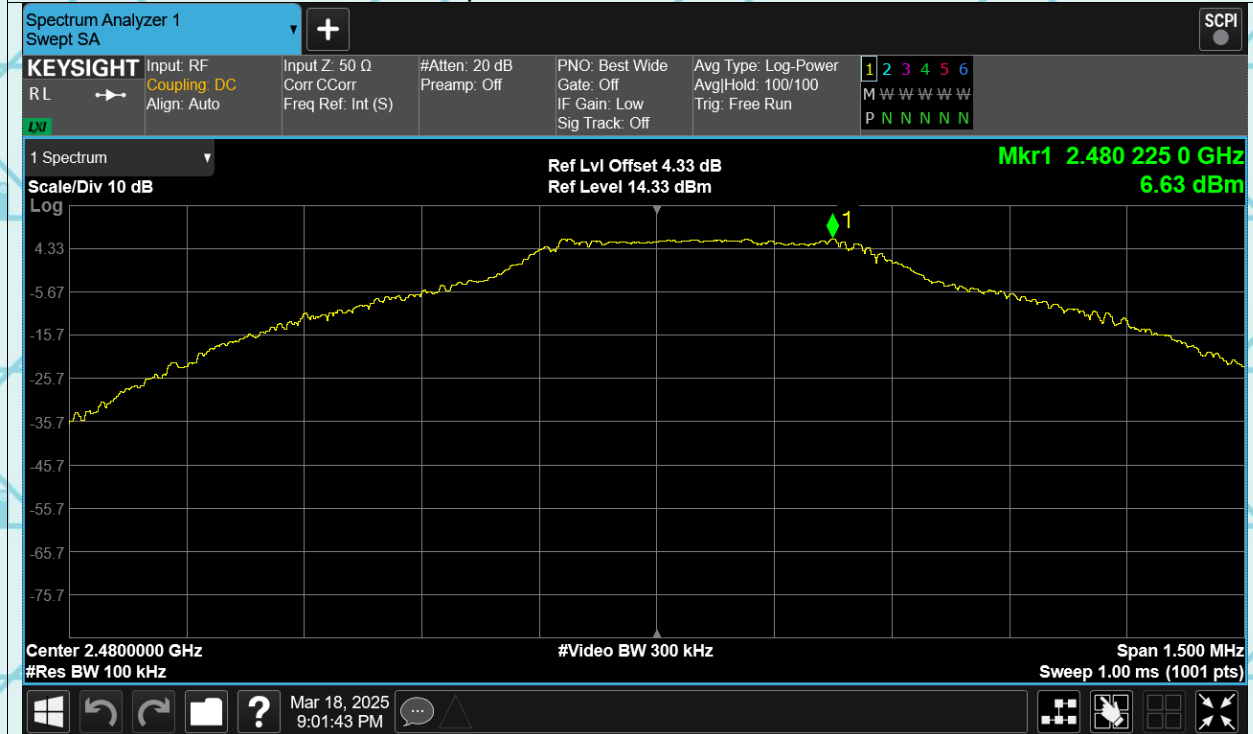 Spectrum Analyzer 1
Swept SA
SCPI
KEYSIGHT
R L
LXI
Input: RF
Coupling: DC
Align: Auto
Input Z: 50 Ω
Corr CCorr
Freq Ref: Int (S)
#Atten: 20 dB
Preamp: Off
PNO: Best Wide
Gate: Off
IF Gain: Low
Sig Track: Off
Avg Type: Log-Power
Avg|Hold: 100/100
Trig: Free Run
1 2 3 4 5 6
M W W W W W
P N N N N N
1 Spectrum
Scale/Div 10 dB
Ref Lvl Offset 4.33 dB
Ref Level 14.33 dBm
Mkr1 2.480 225 0 GHz
6.63 dBm
Log
1
4.33
-5.67
-15.7
-25.7
-35.7
-45.7
-55.7
-65.7
-75.7
Center 2.4800000 GHz
#Res BW 100 kHz
#Video BW 300 kHz
Span 1.500 MHz
Sweep 1.00 ms (1001 pts)
?
Mar 18, 2025
9:01:43 PM